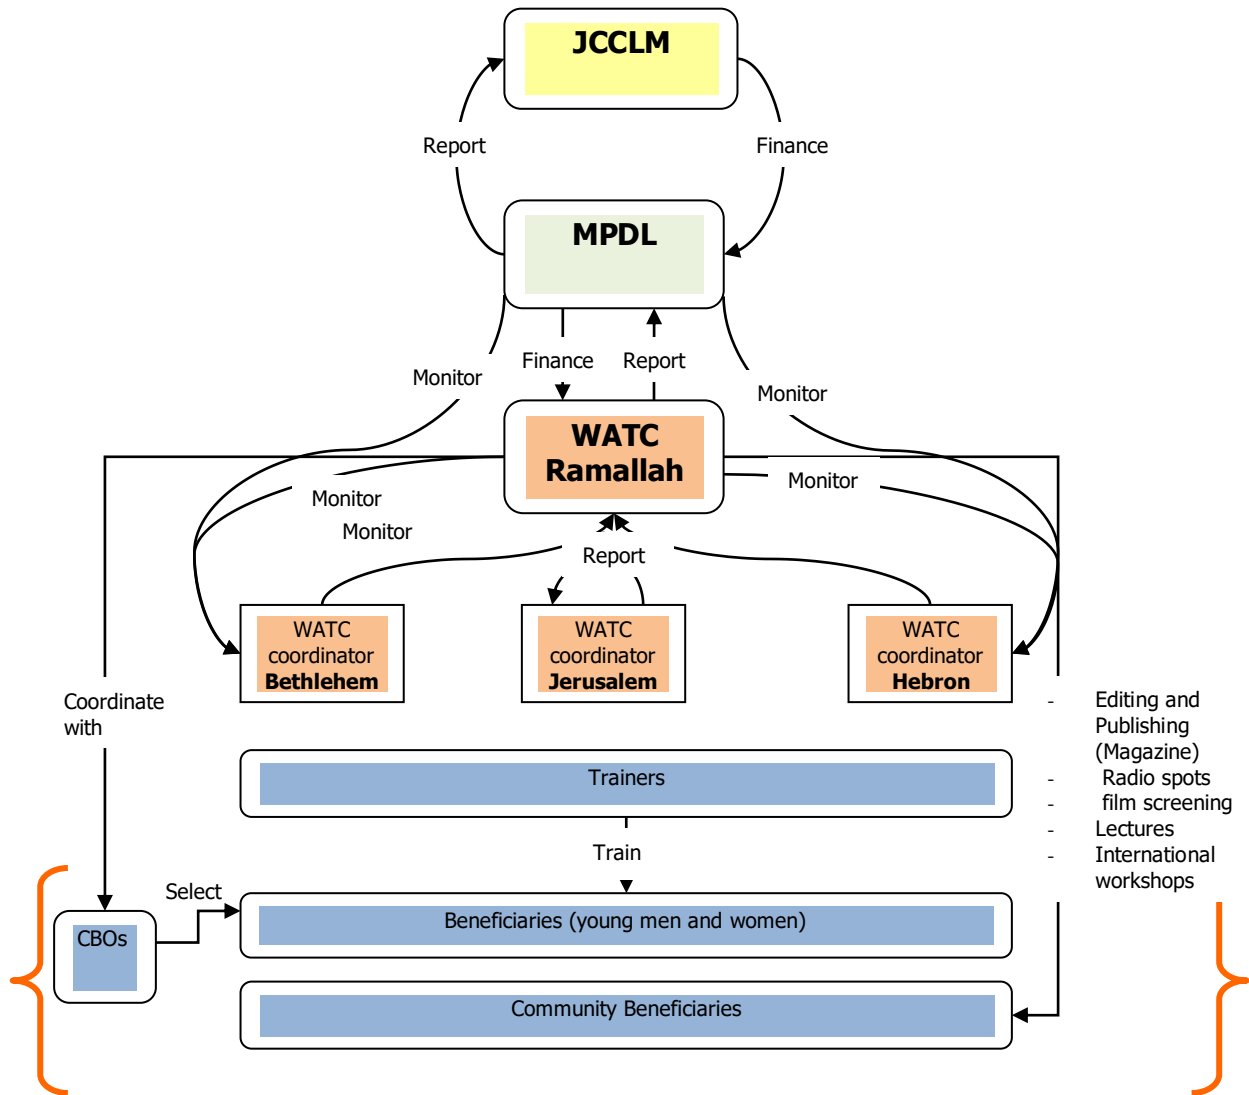 JCCLM
Report
Finance
MPDL
Finance
Report
Monitor
Monitor
WATC
Ramallah
Monitor
Monitor
Monitor
Report
WATC
coordinator
Bethlehem
WATC
coordinator
Jerusalem
WATC
coordinator
Hebron
Coordinate
with
- Editing and
Publishing
(Magazine)
- Radio spots
- film screening
- Lectures
- International
workshops
Trainers
Train
Select
CBOs
Beneficiaries (young men and women)
Community Beneficiaries